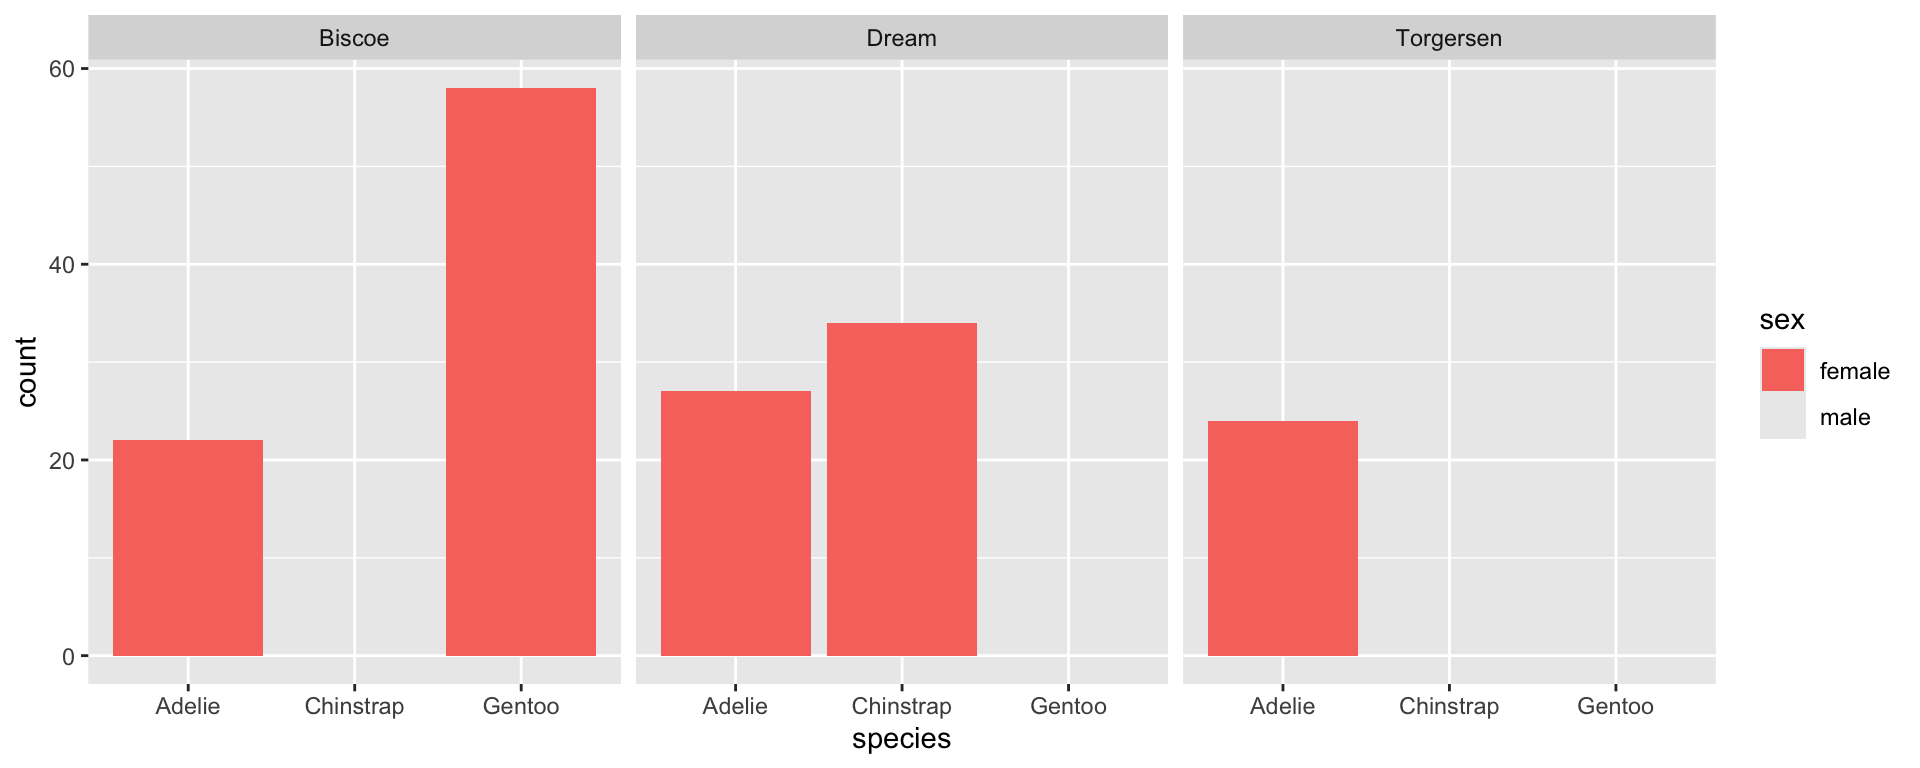 Biscoe Dream Torgersen
60
40
20
0
count
Adelie Chinstrap Gentoo Adelie Chinstrap Gentoo Adelie Chinstrap Gentoo
species
sex
female
male